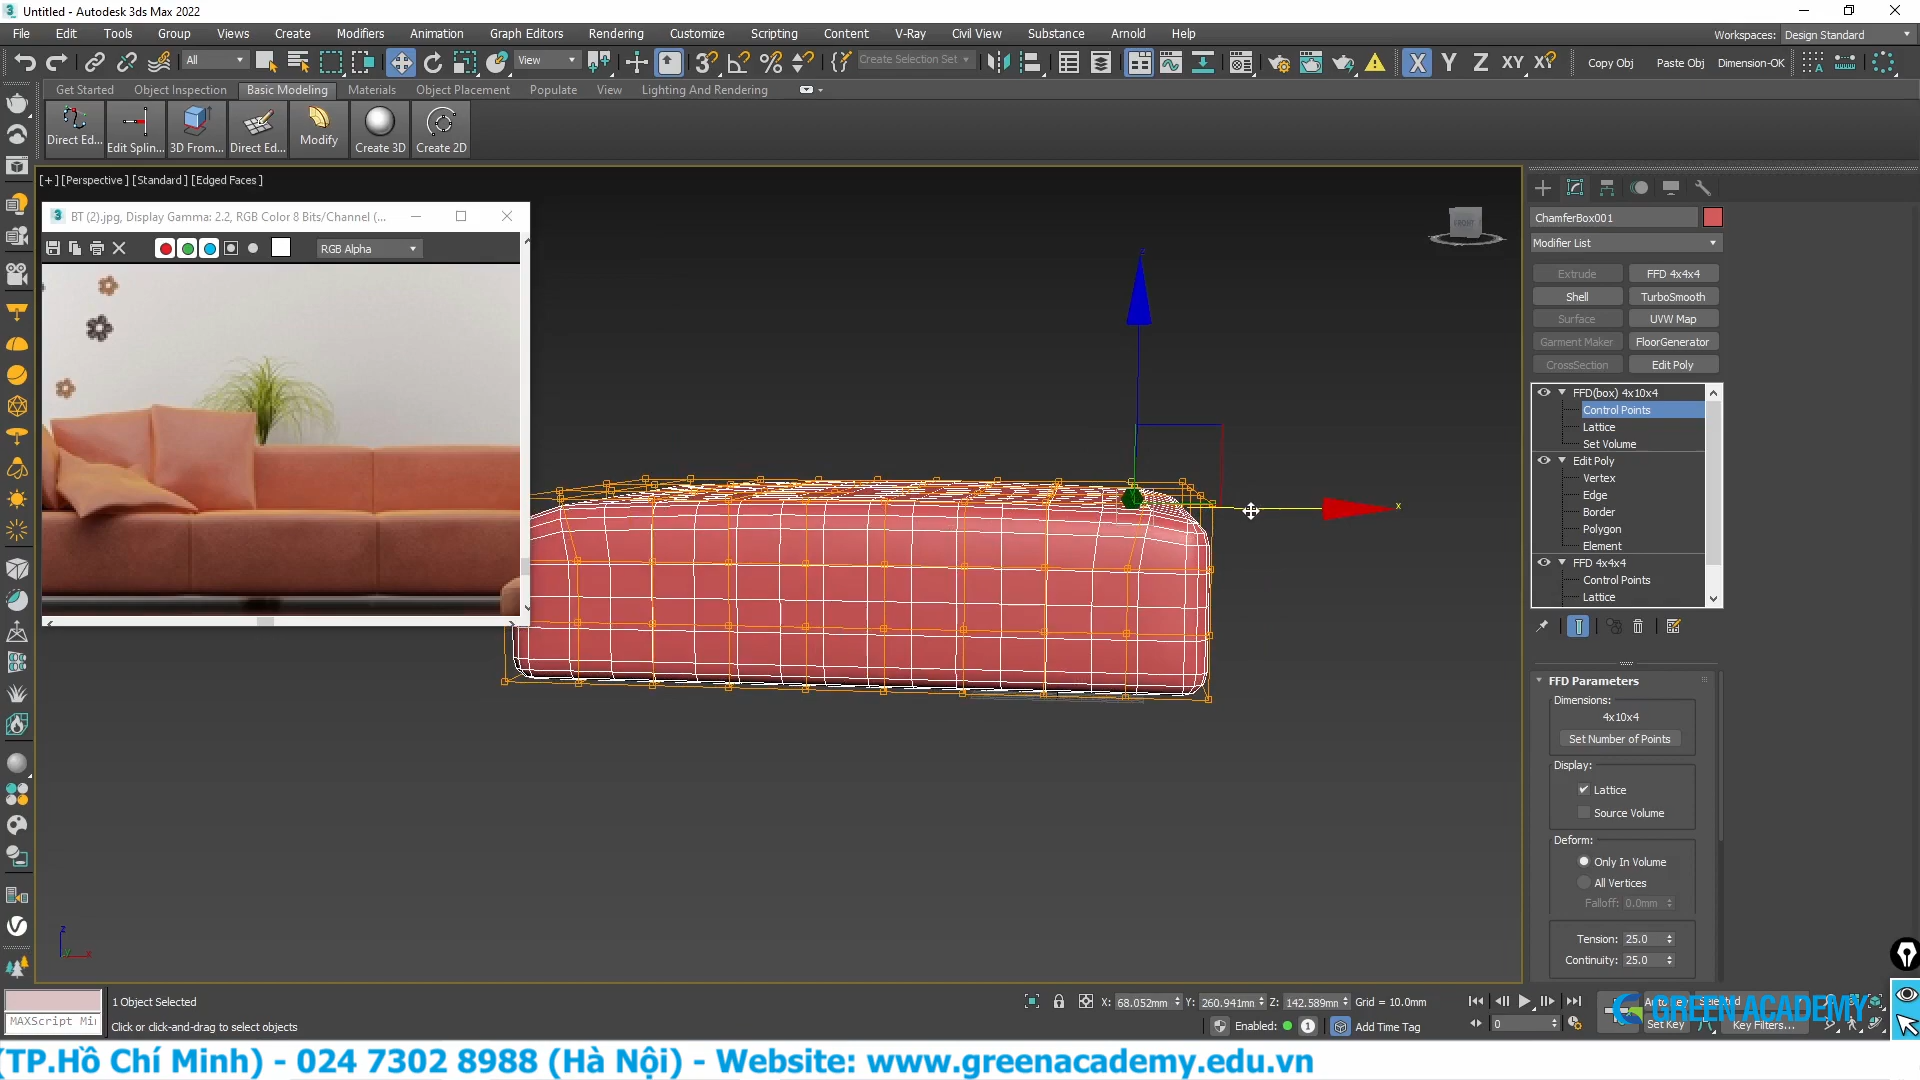 Untitled - Autodesk 3ds Max 2022
File Edit Tools Group Views Create Modifiers Animation Graph Editors Rendering Customize Scripting Content V-Ray Civil View Substance Arnold Help
Workspaces: Design Standard
All View Create Selection Set X Y Z XY XY Copy Obj Paste Obj Dimension-OK
Get Started Object Inspection Basic Modeling Materials Object Placement Populate View Lighting And Rendering
Direct Ed... Edit Splin... 3D From... Direct Ed... Modify Create 3D Create 2D
[+] [Perspective ] [Standard ] [Edged Faces ]
BT (2).jpg, Display Gamma: 2.2, RGB Color 8 Bits/Channel (...
RGB Alpha
FRONT
z
x
ChamferBox001
Modifier List
Extrude FFD 4x4x4
Shell TurboSmooth
Surface UVW Map
Garment Maker FloorGenerator
CrossSection Edit Poly
FFD(box) 4x10x4
Control Points
Lattice
Set Volume
Edit Poly
Vertex
Edge
Border
Polygon
Element
FFD 4x4x4
Control Points
Lattice
FFD Parameters
Dimensions:
4x10x4
Set Number of Points
Display:
Lattice
Source Volume
Deform:
Only In Volume
All Vertices
Falloff: 0.0mm
Tension: 25.0
Continuity: 25.0
z
x
MAXScript Mi
1 Object Selected
Click or click-and-drag to select objects
X: 68.052mm Y: 260.941mm Z: 142.589mm Grid = 10.0mm
Enabled: 1 Add Time Tag
0
Selected
Set Key Key Filters...
GREEN ACADEMY
(TP.Hồ Chí Minh) - 024 7302 8988 (Hà Nội) - Website: www.greenacademy.edu.vn